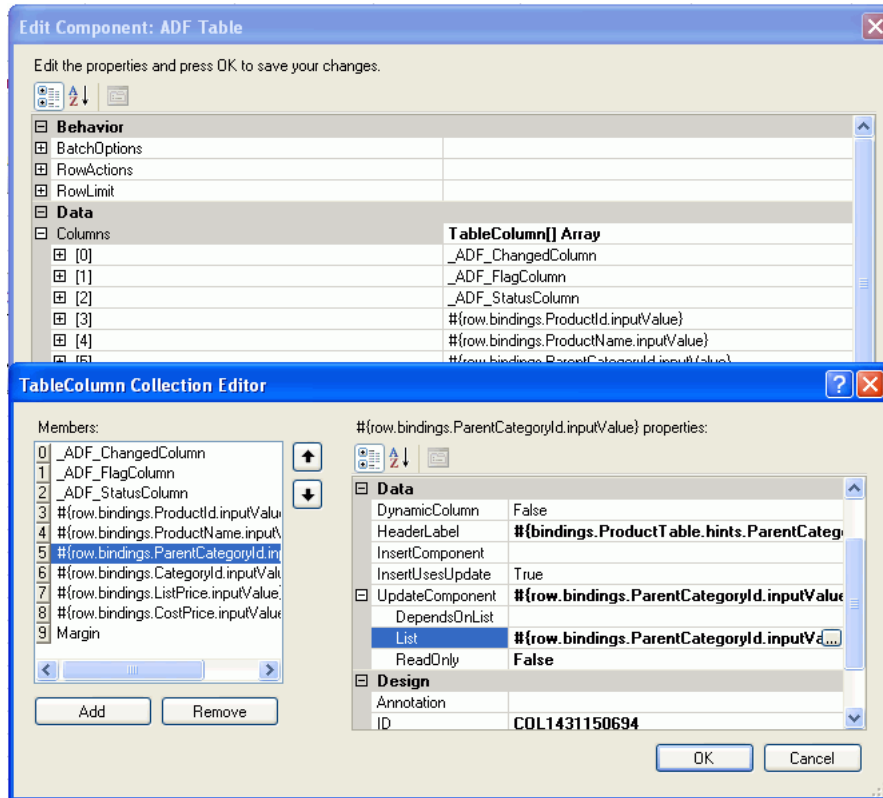 Edit Component: ADF Table
Edit the properties and press OK to save your changes.
Behavior
BatchOptions
RowActions
RowLimit
Data
Columns TableColumn[] Array
[0] _ADF_ChangedColumn
[1] _ADF_FlagColumn
[2] _ADF_StatusColumn
[3] #{row.bindings.ProductId.inputValue}
[4] #{row.bindings.ProductName.inputValue}
[5] #{row.bindings.ParentCategoryId.inputValue}
TableColumn Collection Editor
Members:
0 _ADF_ChangedColumn
1 _ADF_FlagColumn
2 _ADF_StatusColumn
3 #{row.bindings.ProductId.inputValu
4 #{row.bindings.ProductName.input
5 #{row.bindings.ParentCategoryId.in
6 #{row.bindings.CategoryId.inputValu
7 #{row.bindings.ListPrice.inputValue
8 #{row.bindings.CostPrice.inputValue
9 Margin
Add
Remove
#{row.bindings.ParentCategoryId.inputValue} properties:
Data
DynamicColumn False
HeaderLabel #{bindings.ProductTable.hints.ParentCateg
InsertComponent
InsertUsesUpdate True
UpdateComponent #{row.bindings.ParentCategoryId.inputValue
DependsOnList
List #{row.bindings.ParentCategoryId.inputVa...
ReadOnly False
Design
Annotation
ID COL1431150694
OK
Cancel